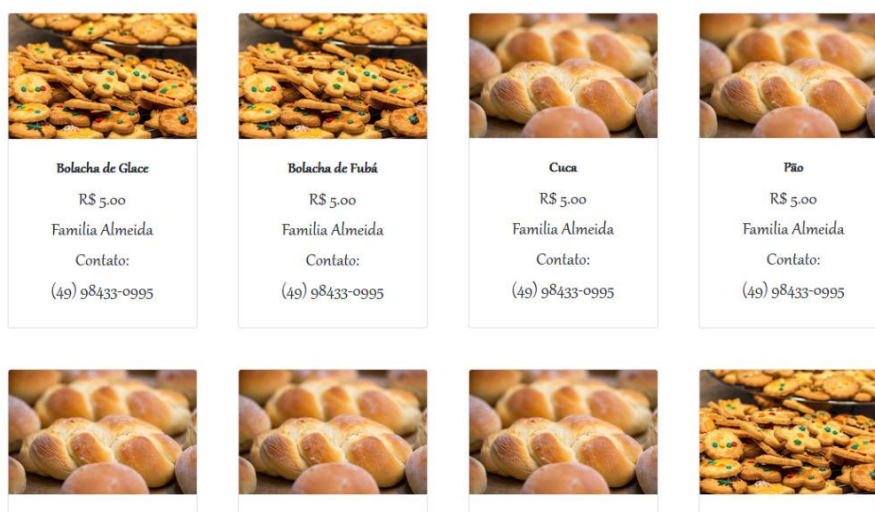 Bolacha de Glace
R$ 5.00
Familia Almeida
Contato:
(49) 98433-0995
Bolacha de Fubá
R$ 5.00
Familia Almeida
Contato:
(49) 98433-0995
Cuca
R$ 5.00
Familia Almeida
Contato:
(49) 98433-0995
Pão
R$ 5.00
Familia Almeida
Contato:
(49) 98433-0995